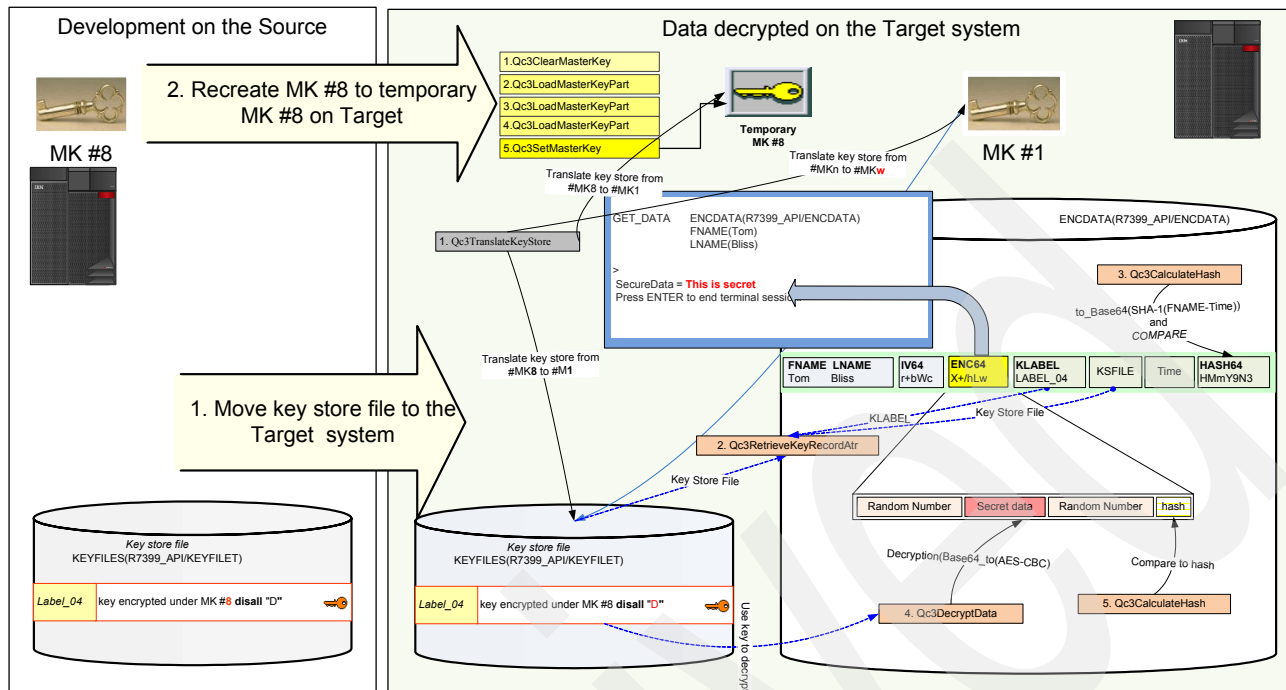 Development on the Source
Data decrypted on the Target system
MK #8
2. Recreate MK #8 to temporary
MK #8 on Target
1.Qc3ClearMasterKey
2.Qc3LoadMasterKeyPart
3.Qc3LoadMasterKeyPart
4.Qc3LoadMasterKeyPart
5.Qc3SetMasterKey
Temporary
MK #8
MK #1
Translate key store from
#MK8 to #MK1
Translate key store from
#MKn to #MKw
1. Qc3TranslateKeyStore
GET_DATA ENCDATA(R7399_API/ENCDATA)
FNAME(Tom)
LNAME(Bliss)
>
SecureData = This is secret
Press ENTER to end terminal session.
ENCDATA(R7399_API/ENCDATA)
3. Qc3CalculateHash
to_Base64(SHA-1(FNAME-Time))
and
COMPARE
Translate key store from
#MK8 to #M1
FNAME LNAME IV64 ENC64 KLABEL KSFILE Time HASH64
Tom Bliss r+bWc X+/hLw LABEL_04 HMmY9N3
1. Move key store file to the
Target system
KLABEL
Key Store File
2. Qc3RetrieveKeyRecordAtr
Key Store File
Random Number Secret data Random Number hash
Decryption(Base64_to(AES-CBC)
Compare to hash
4. Qc3DecryptData
5. Qc3CalculateHash
Use key to decryp
Key store file
KEYFILES(R7399_API/KEYFILET)
Label_04 key encrypted under MK #8 disall "D"
Key store file
KEYFILES(R7399_API/KEYFILET)
Label_04 key encrypted under MK #8 disall "D"